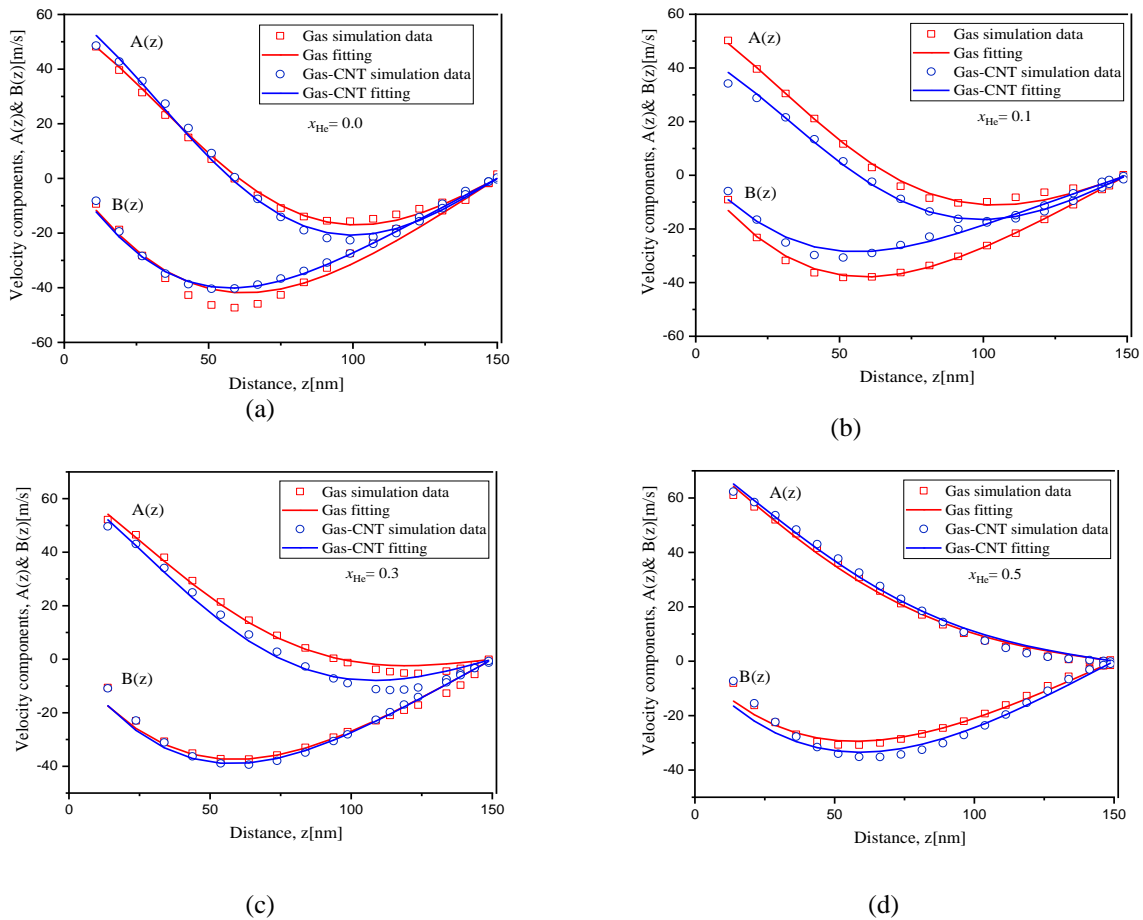 Velocity components, A(z)& B(z)[m/s]
60
40
20
0
-20
-40
-60
A(z)
B(z)
Gas simulation data
Gas fitting
Gas-CNT simulation data
Gas-CNT fitting
xHe= 0.0
0
50
100
150
Distance, z[nm]
(a)
Velocity components, A(z)& B(z)[m/s]
60
40
20
0
-20
-40
-60
A(z)
B(z)
Gas simulation data
Gas fitting
Gas-CNT simulation data
Gas-CNT fitting
xHe= 0.1
0
50
100
150
Distance, z[nm]
(b)
Velocity components, A(z)& B(z)[m/s]
60
40
20
0
-20
-40
A(z)
B(z)
Gas simulation data
Gas fitting
Gas-CNT simulation data
Gas-CNT fitting
xHe= 0.3
0
50
100
150
Distance, z[nm]
(c)
Velocity components, A(z)& B(z)[m/s]
60
40
20
0
-20
-40
A(z)
B(z)
Gas simulation data
Gas fitting
Gas-CNT simulation data
Gas-CNT fitting
xHe= 0.5
0
50
100
150
Distance, z[nm]
(d)